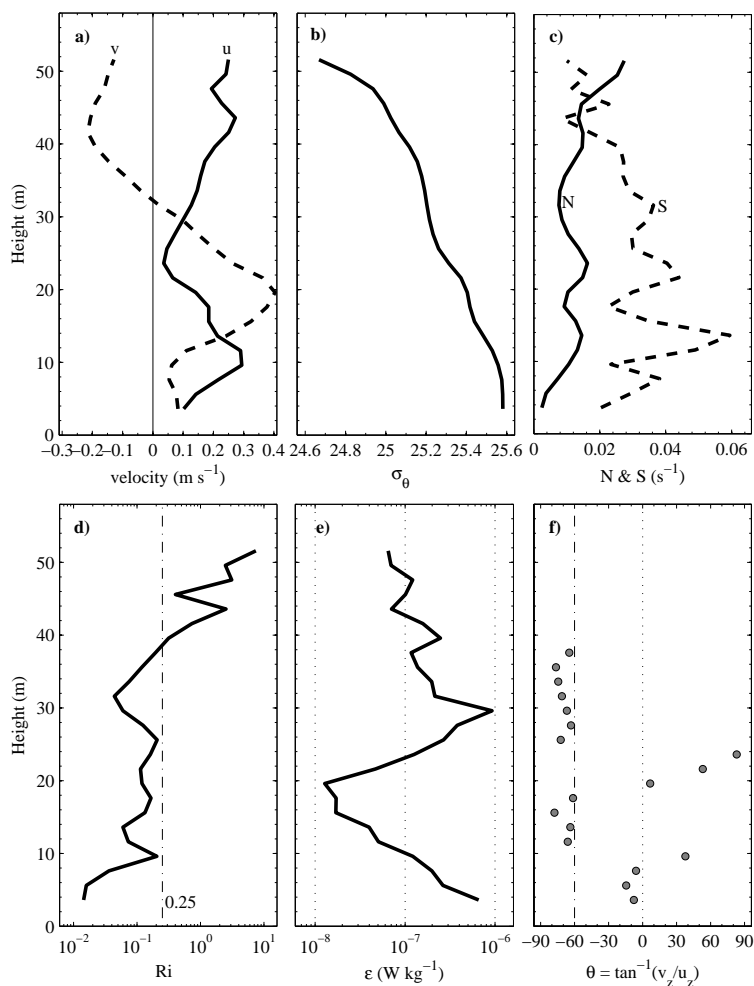 a)
v
u
b)
c)
N
S
50
40
30
20
10
0
Height (m)
−0.3 −0.2 −0.1 0 0.1 0.2 0.3 0.4
24.6 24.8 25 25.2 25.4 25.6
0 0.02 0.04 0.06
velocity (m s⁻¹)
σθ
N & S (s⁻¹)
d)
e)
f)
50
40
30
20
10
0
Height (m)
0.25
10⁻² 10⁻¹ 10⁰ 10¹
10⁻⁸ 10⁻⁷ 10⁻⁶
−90 −60 −30 0 30 60 90
Ri
ε (W kg⁻¹)
θ = tan⁻¹(v_z/u_z)